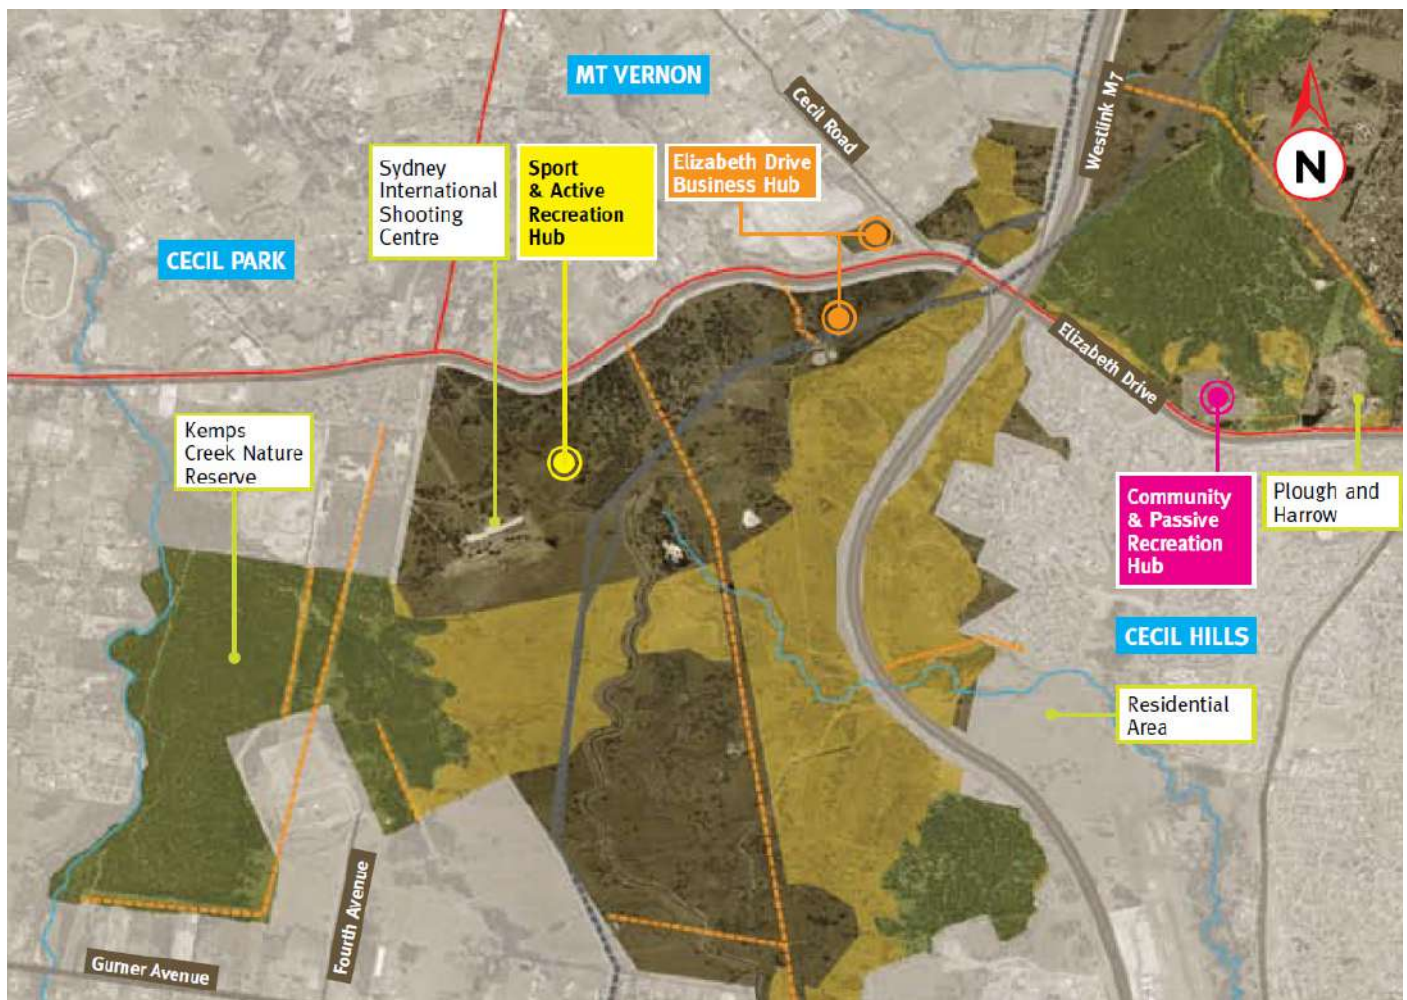 MT VERNON
Cecil Road
Westlink M7
N
Sydney
International
Shooting
Centre
Sport
& Active
Recreation
Hub
Elizabeth Drive
Business Hub
CECIL PARK
Elizabeth Drive
Kemps
Creek Nature
Reserve
Community
& Passive
Recreation
Hub
Plough and
Harrow
CECIL HILLS
Residential
Area
Fourth Avenue
Gurner Avenue